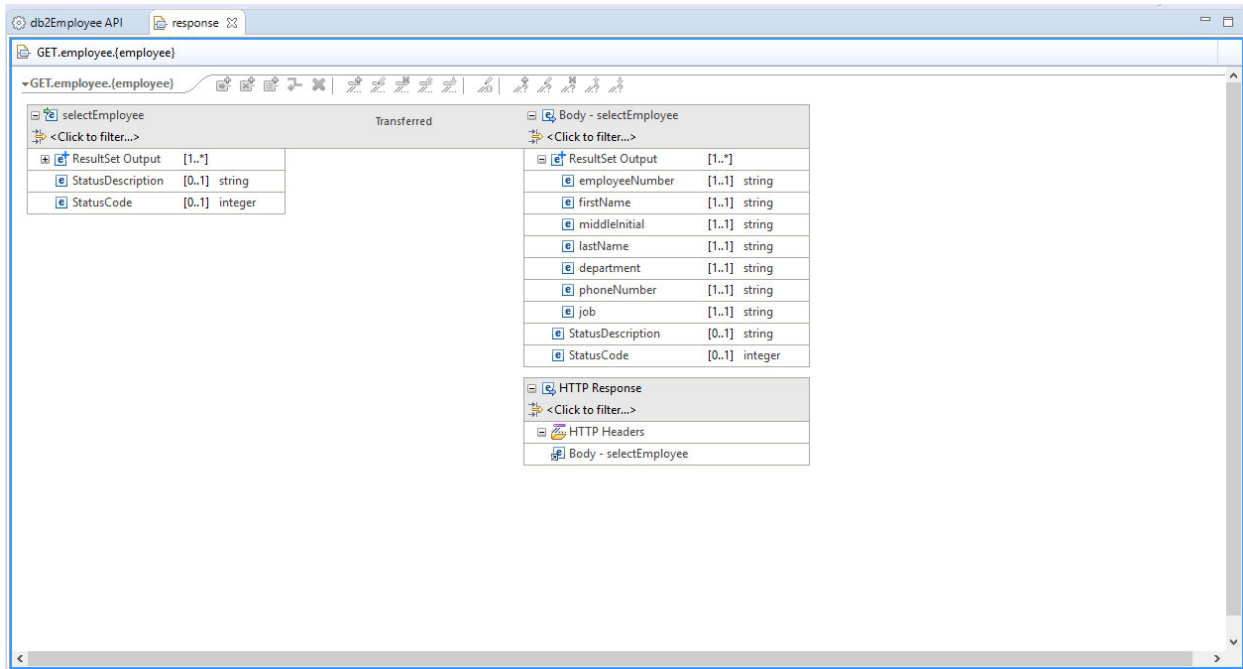 db2Employee API response
GET.employee.{employee}
GET.employee.{employee}
selectEmployee
<Click to filter...>
ResultSet Output [1..*]
StatusDescription [0..1] string
StatusCode [0..1] integer
Transferred
Body - selectEmployee
<Click to filter...>
ResultSet Output [1..*]
employeeNumber [1..1] string
firstName [1..1] string
middleInitial [1..1] string
lastName [1..1] string
department [1..1] string
phoneNumber [1..1] string
job [1..1] string
StatusDescription [0..1] string
StatusCode [0..1] integer
HTTP Response
<Click to filter...>
HTTP Headers
Body - selectEmployee